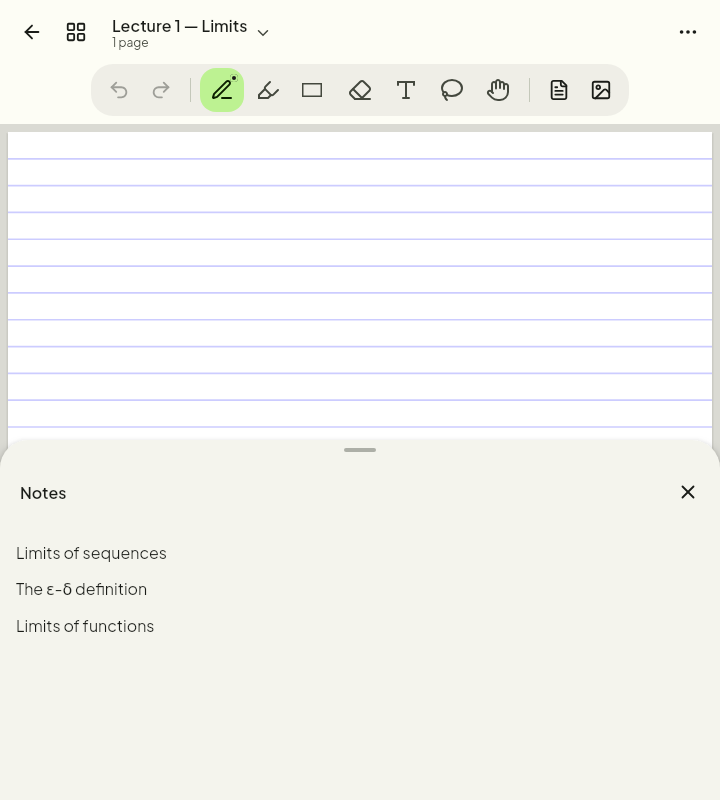 Lecture 1 — Limits
1 page
Notes
Limits of sequences
The ε-δ definition
Limits of functions